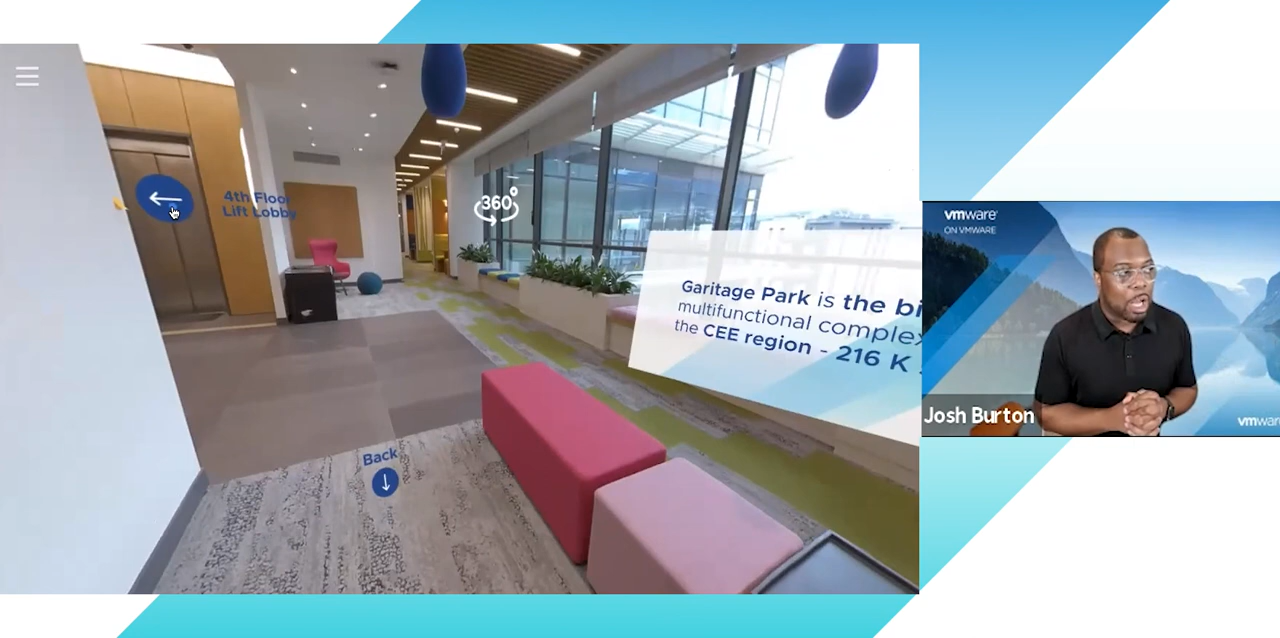 4th Floor
Lift Lobby
360°
Garitage Park is the bi
multifunctional complex
the CEE region - 216 K
Back
vmware
ON VMWARE
Josh Burton
vmwar